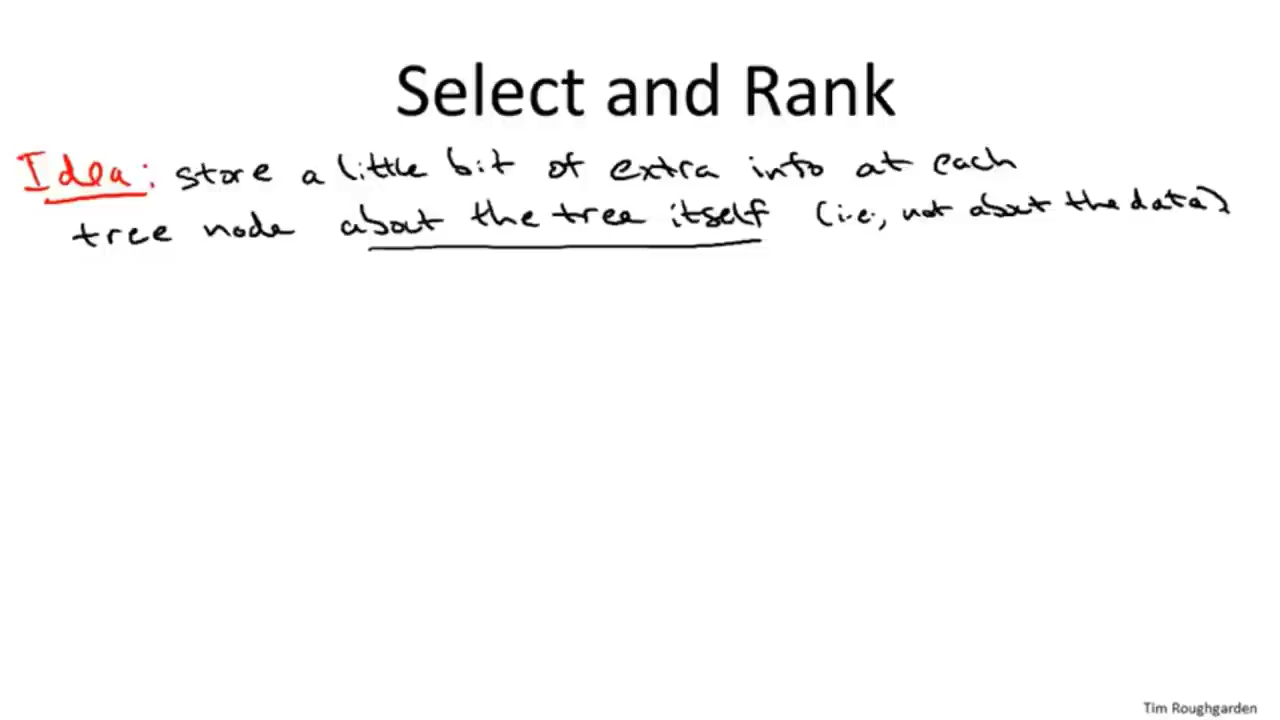 Select and Rank
Idea: store a little bit of extra info at each
tree node about the tree itself (i.e., not about the data)
Tim Roughgarden